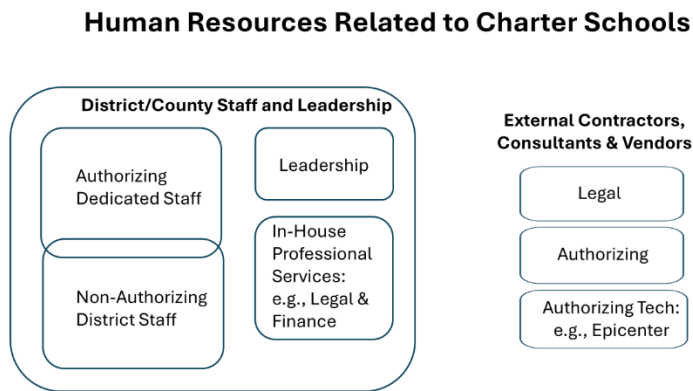 Human Resources Related to Charter Schools
District/County Staff and Leadership
Authorizing
Dedicated Staff
Non-Authorizing
District Staff
Leadership
In-House
Professional
Services:
e.g., Legal &
Finance
External Contractors,
Consultants & Vendors
Legal
Authorizing
Authorizing Tech:
e.g., Epicenter